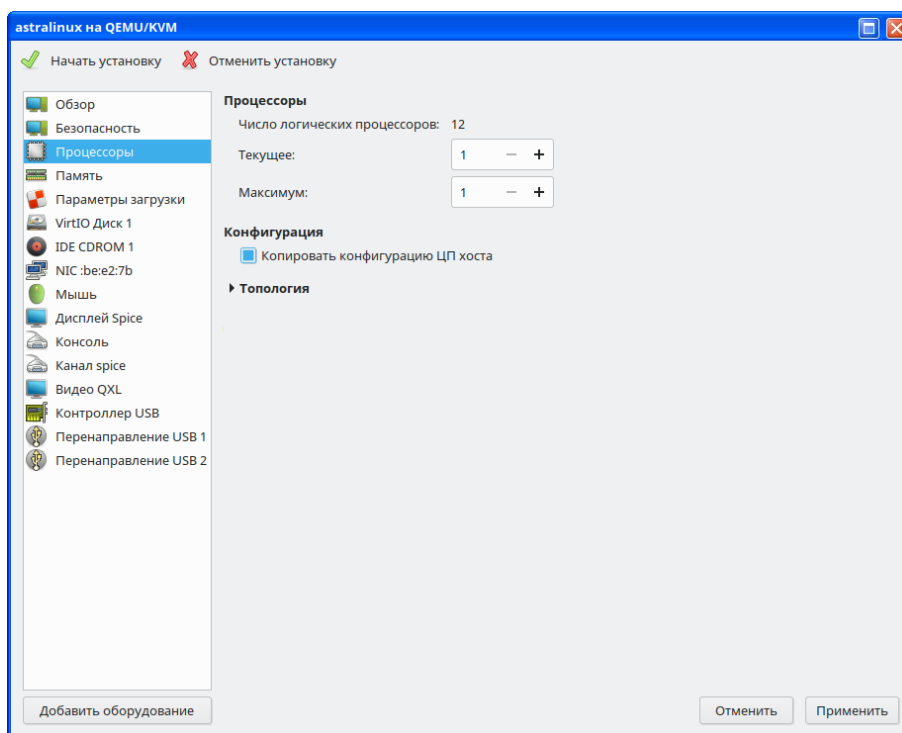 astralinux на QEMU/KVM
Начать установку Отменить установку
Обзор
Безопасность
Процессоры
Память
Параметры загрузки
VirtIO Диск 1
IDE CDROM 1
NIC :be:e2:7b
Мышь
Дисплей Spice
Консоль
Канал spice
Видео QXL
Контроллер USB
Перенаправление USB 1
Перенаправление USB 2
Добавить оборудование
Процессоры
Число логических процессоров: 12
Текущее: 1 − +
Максимум: 1 − +
Конфигурация
Копировать конфигурацию ЦП хоста
Топология
Отменить Применить